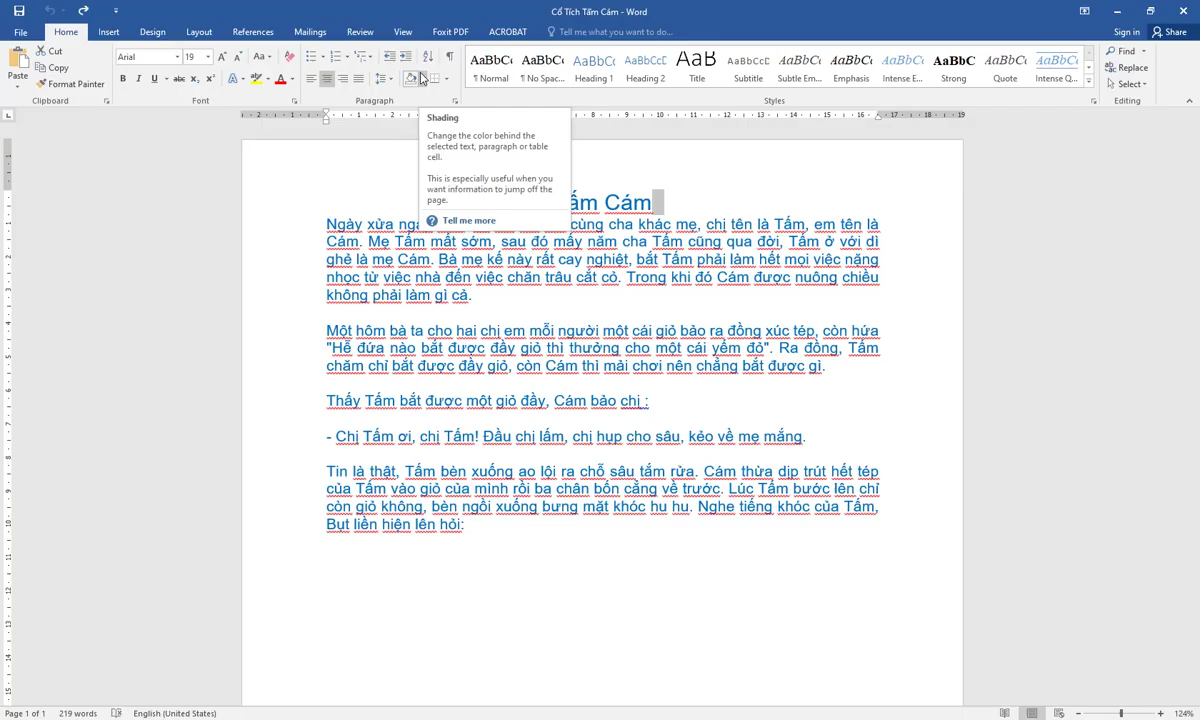 Cổ Tích Tấm Cám - Word
File Home Insert Design Layout References Mailings Review View Foxit PDF ACROBAT Tell me what you want to do... Sign in Share
Paste Cut Copy Format Painter
Clipboard
Arial 19 Aa
B I U abc x₂ x² A ab A
Font
Paragraph
AaBbCc AaBbCc AaBbCc AaBbCcD AaB AaBbCcD AaBbCc AaBbCc AaBbCc AaBbCc AaBbCc AaBbCc
¶ Normal ¶ No Spac... Heading 1 Heading 2 Title Subtitle Subtle Em... Emphasis Intense E... Strong Quote Intense Q...
Styles
Find
Replace
Select
Editing
Shading
Change the color behind the
selected text, paragraph or table
cell.
This is especially useful when you
want information to jump off the
page.
Tell me more
ấm Cám
Ngày xửa ngà cùng cha khác mẹ, chị tên là Tấm, em tên là
Cám. Mẹ Tấm mất sớm, sau đó mấy năm cha Tấm cũng qua đời, Tấm ở với dì
ghẻ là mẹ Cám. Bà mẹ kế này rất cay nghiệt, bắt Tấm phải làm hết mọi việc nặng
nhọc từ việc nhà đến việc chăn trâu cắt cỏ. Trong khi đó Cám được nuông chiều
không phải làm gì cả.
Một hôm bà ta cho hai chị em mỗi người một cái giỏ bảo ra đồng xúc tép, còn hứa
"Hễ đứa nào bắt được đầy giỏ thì thưởng cho một cái yếm đỏ". Ra đồng, Tấm
chăm chỉ bắt được đầy giỏ, còn Cám thì mải chơi nên chẳng bắt được gì.
Thấy Tấm bắt được một giỏ đầy, Cám bảo chị :
- Chị Tấm ơi, chị Tấm! Đầu chị lấm, chị hụp cho sâu, kẻo về mẹ mắng.
Tin là thật, Tấm bèn xuống ao lội ra chỗ sâu tắm rửa. Cám thừa dịp trút hết tép
của Tấm vào giỏ của mình rồi ba chân bốn cẳng về trước. Lúc Tấm bước lên chỉ
còn giỏ không, bèn ngồi xuống bưng mặt khóc hu hu. Nghe tiếng khóc của Tấm,
Bụt liền hiện lên hỏi:
Page 1 of 1 219 words English (United States) 124%